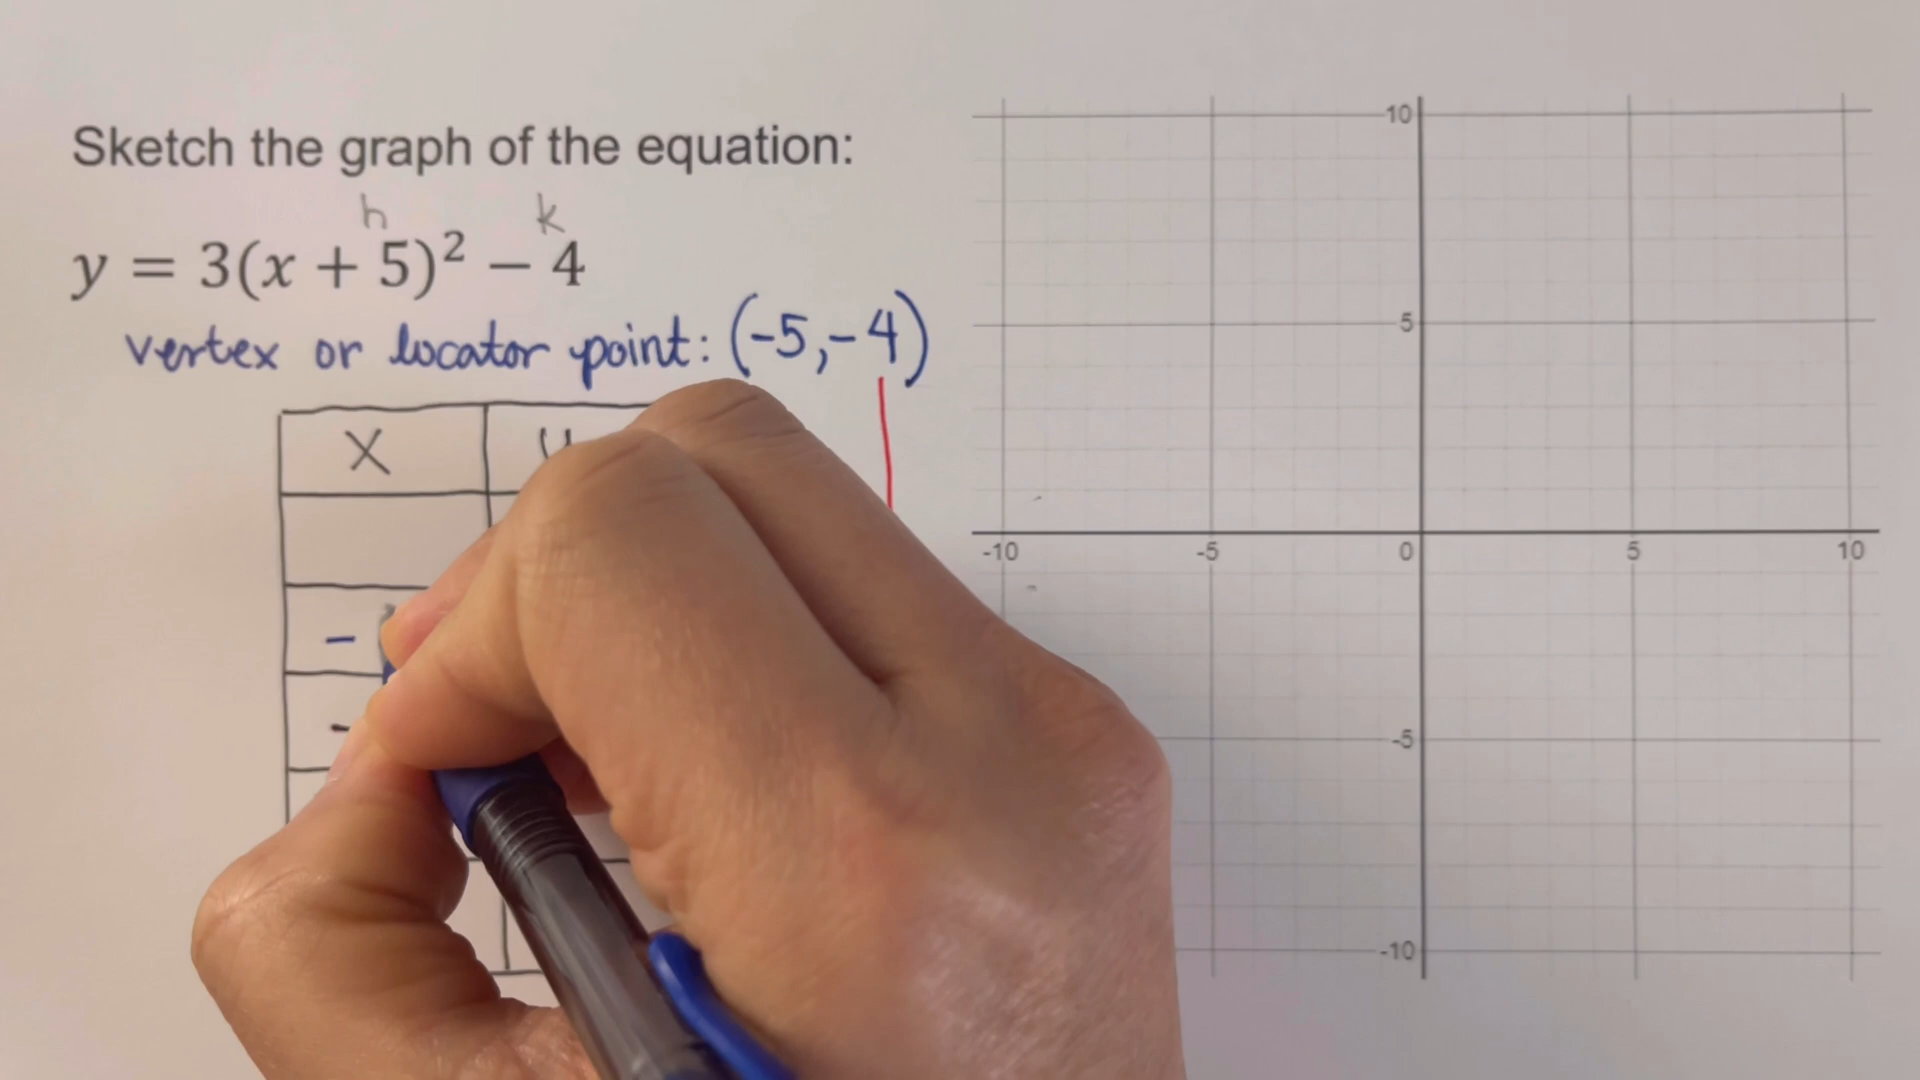 Sketch the graph of the equation:
h k
y = 3(x + 5)² − 4
vertex or locator point: (-5,-4)
X
-
-
10
5
-10 -5 0 5 10
-5
-10